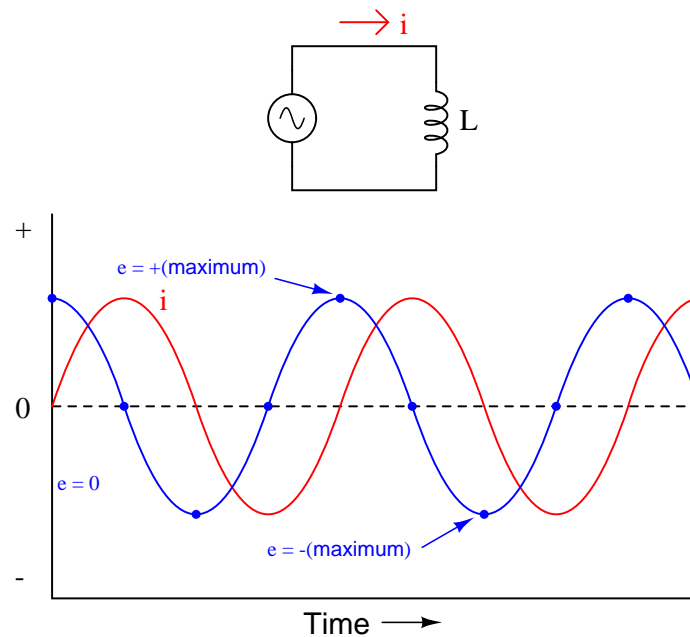 i
L
+
e = +(maximum)
i
0
e = 0
e = -(maximum)
-
Time